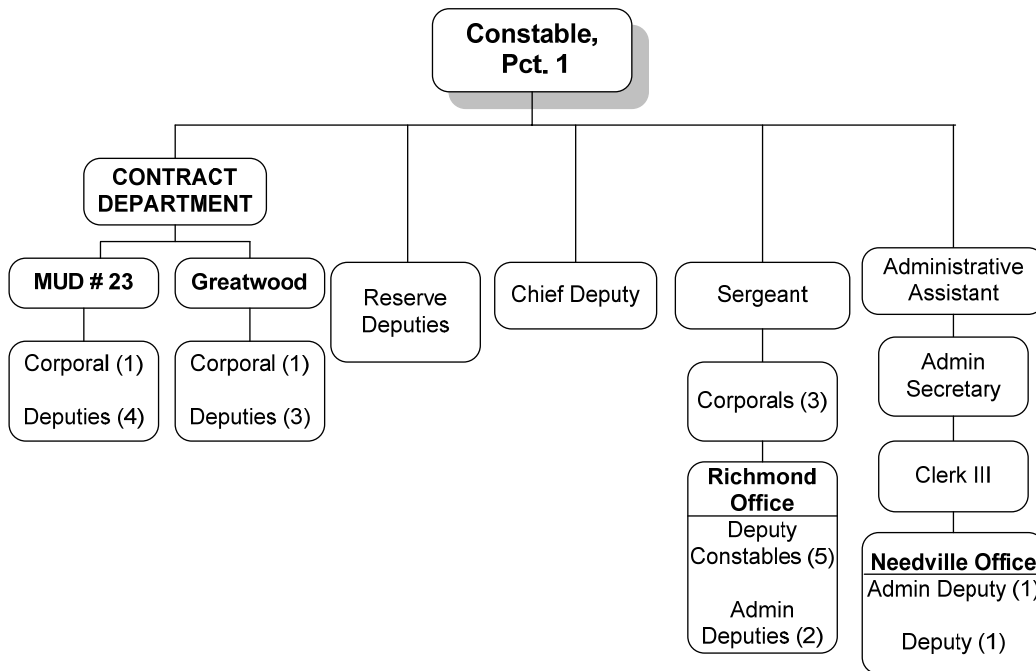 Constable,
Pct. 1
CONTRACT
DEPARTMENT
MUD # 23
Greatwood
Corporal (1)
Deputies (4)
Corporal (1)
Deputies (3)
Reserve
Deputies
Chief Deputy
Sergeant
Corporals (3)
Richmond
Office
Deputy
Constables (5)
Admin
Deputies (2)
Administrative
Assistant
Admin
Secretary
Clerk III
Needville Office
Admin Deputy (1)
Deputy (1)